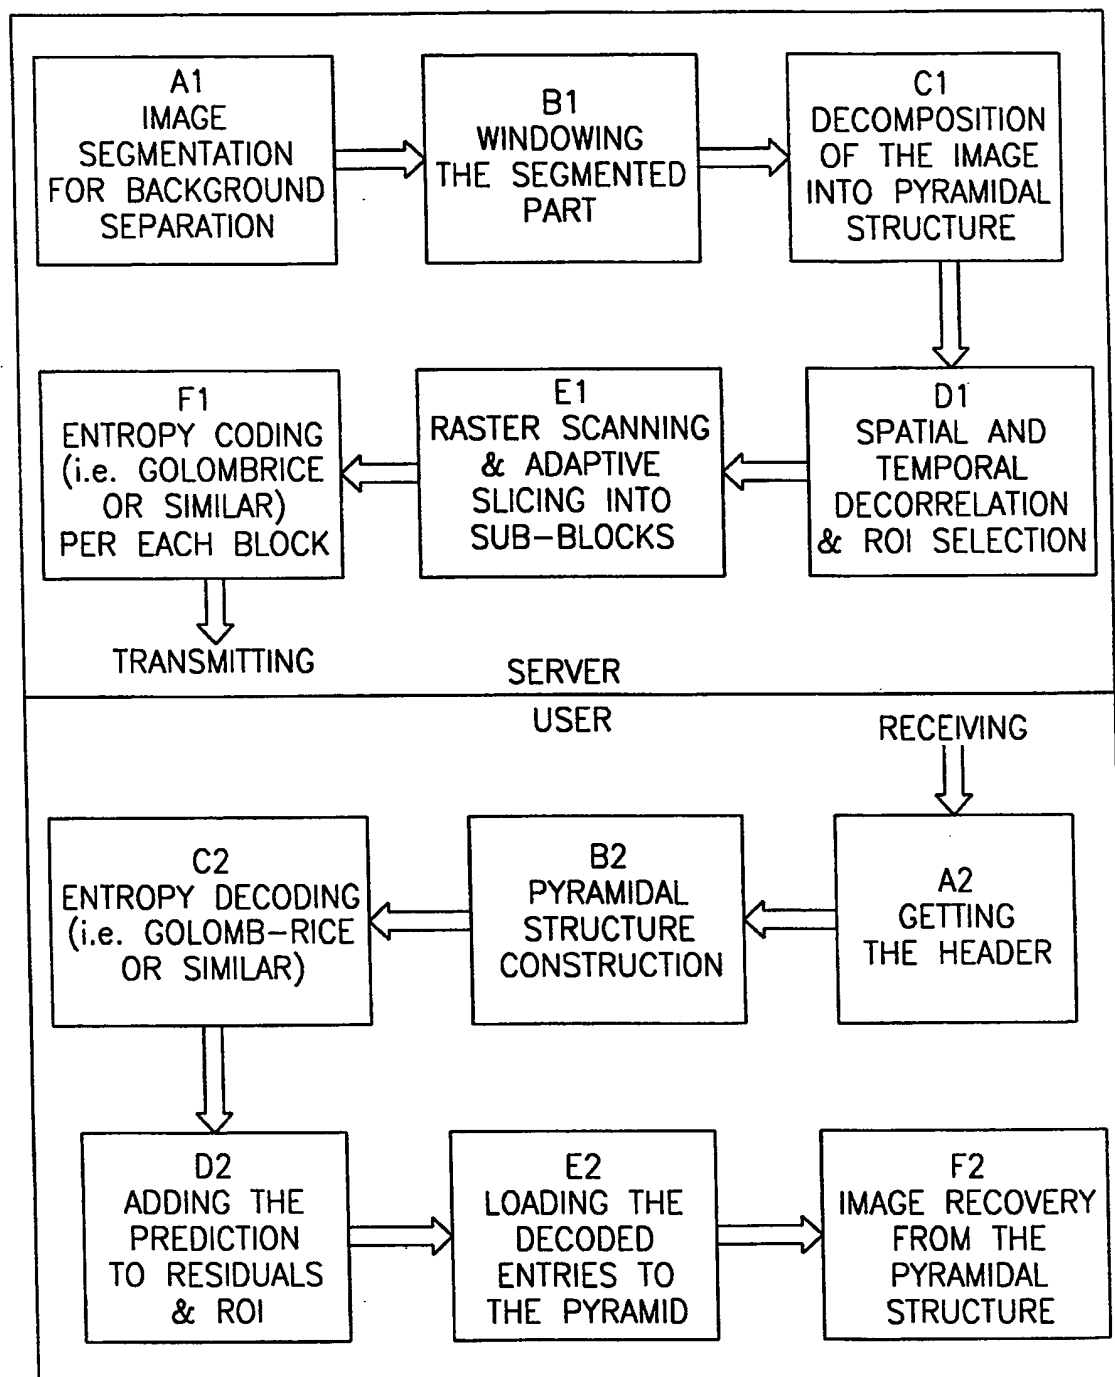 A1
IMAGE
SEGMENTATION
FOR BACKGROUND
SEPARATION
B1
WINDOWING
THE SEGMENTED
PART
C1
DECOMPOSITION
OF THE IMAGE
INTO PYRAMIDAL
STRUCTURE
D1
SPATIAL AND
TEMPORAL
DECORRELATION
& ROI SELECTION
E1
RASTER SCANNING
& ADAPTIVE
SLICING INTO
SUB-BLOCKS
F1
ENTROPY CODING
(i.e. GOLOMBRICE
OR SIMILAR)
PER EACH BLOCK
TRANSMITTING
SERVER
USER
RECEIVING
A2
GETTING
THE HEADER
B2
PYRAMIDAL
STRUCTURE
CONSTRUCTION
C2
ENTROPY DECODING
(i.e. GOLOMB-RICE
OR SIMILAR)
D2
ADDING THE
PREDICTION
TO RESIDUALS
& ROI
E2
LOADING THE
DECODED
ENTRIES TO
THE PYRAMID
F2
IMAGE RECOVERY
FROM THE
PYRAMIDAL
STRUCTURE